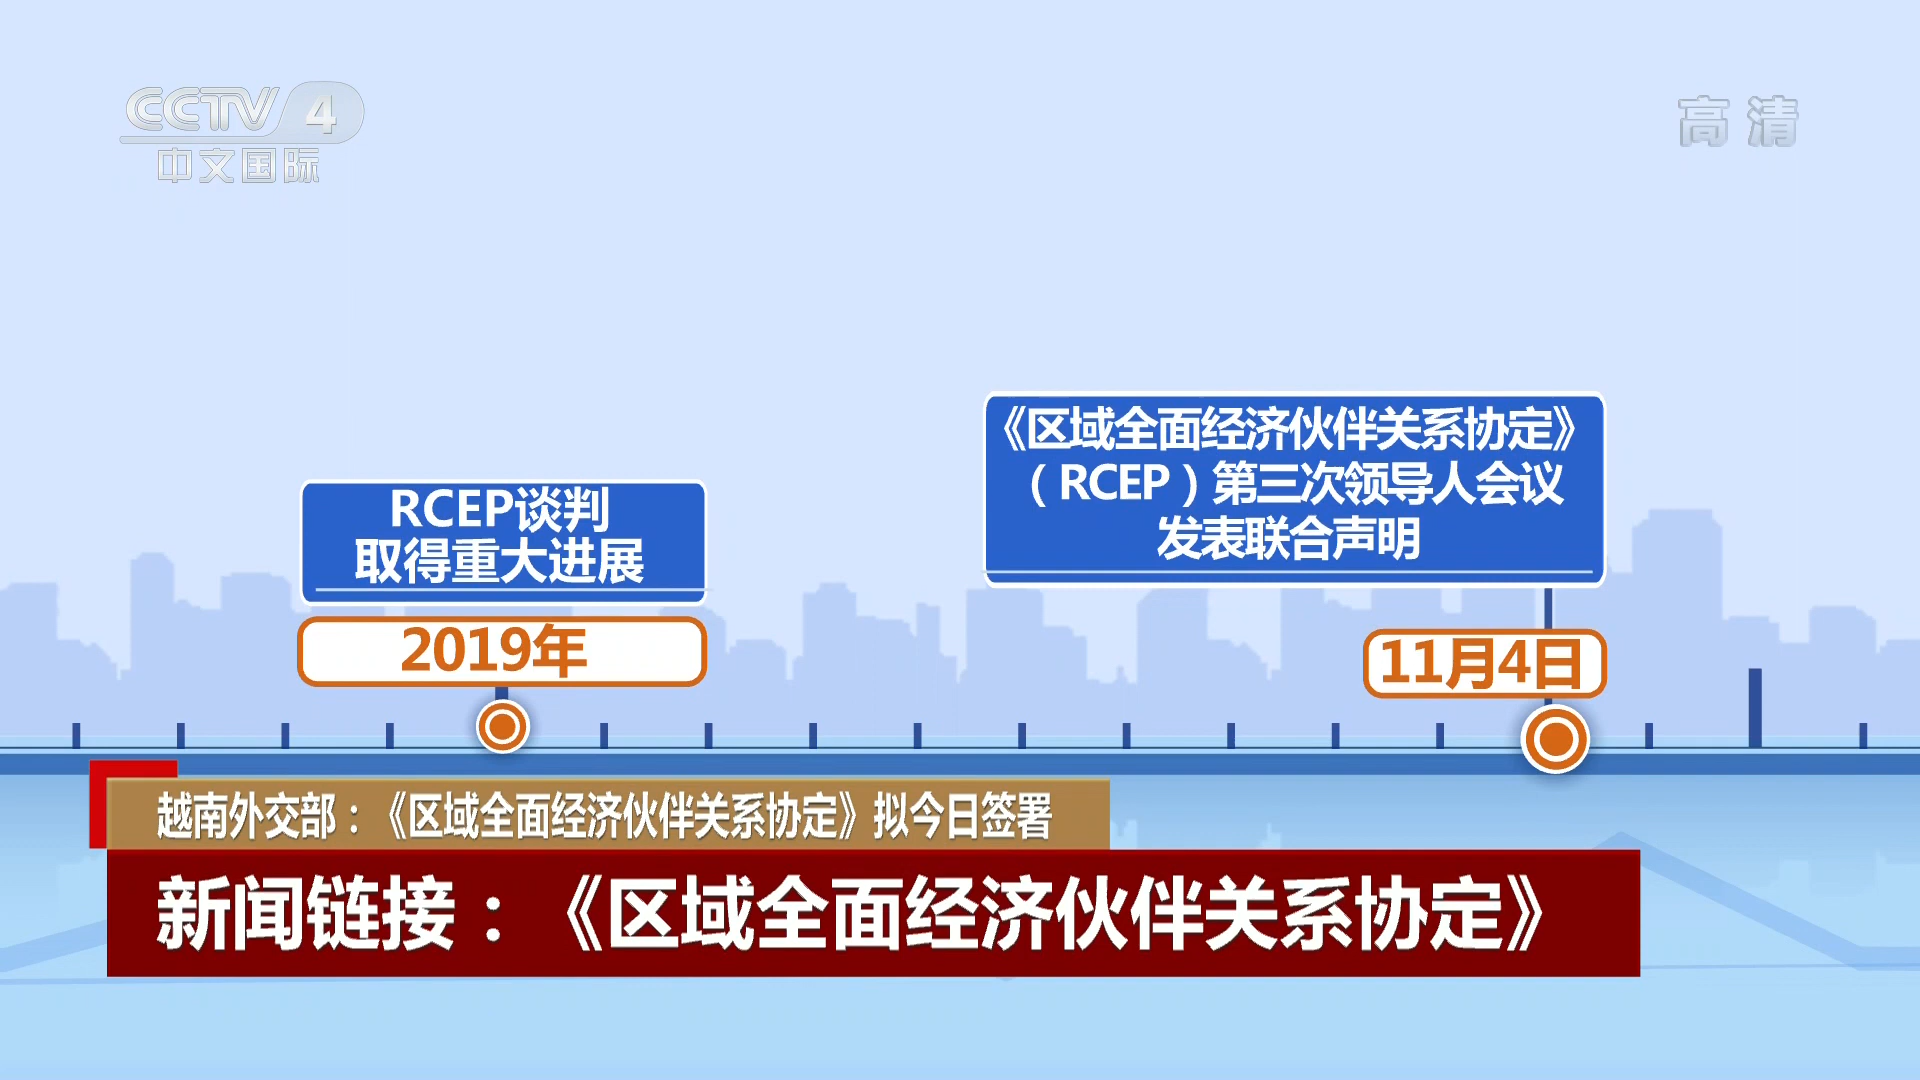 CCTV 4
中文国际
高清
《区域全面经济伙伴关系协定》
（RCEP）第三次领导人会议
发表联合声明
RCEP谈判
取得重大进展
2019年
11月4日
越南外交部：《区域全面经济伙伴关系协定》拟今日签署
新闻链接：《区域全面经济伙伴关系协定》